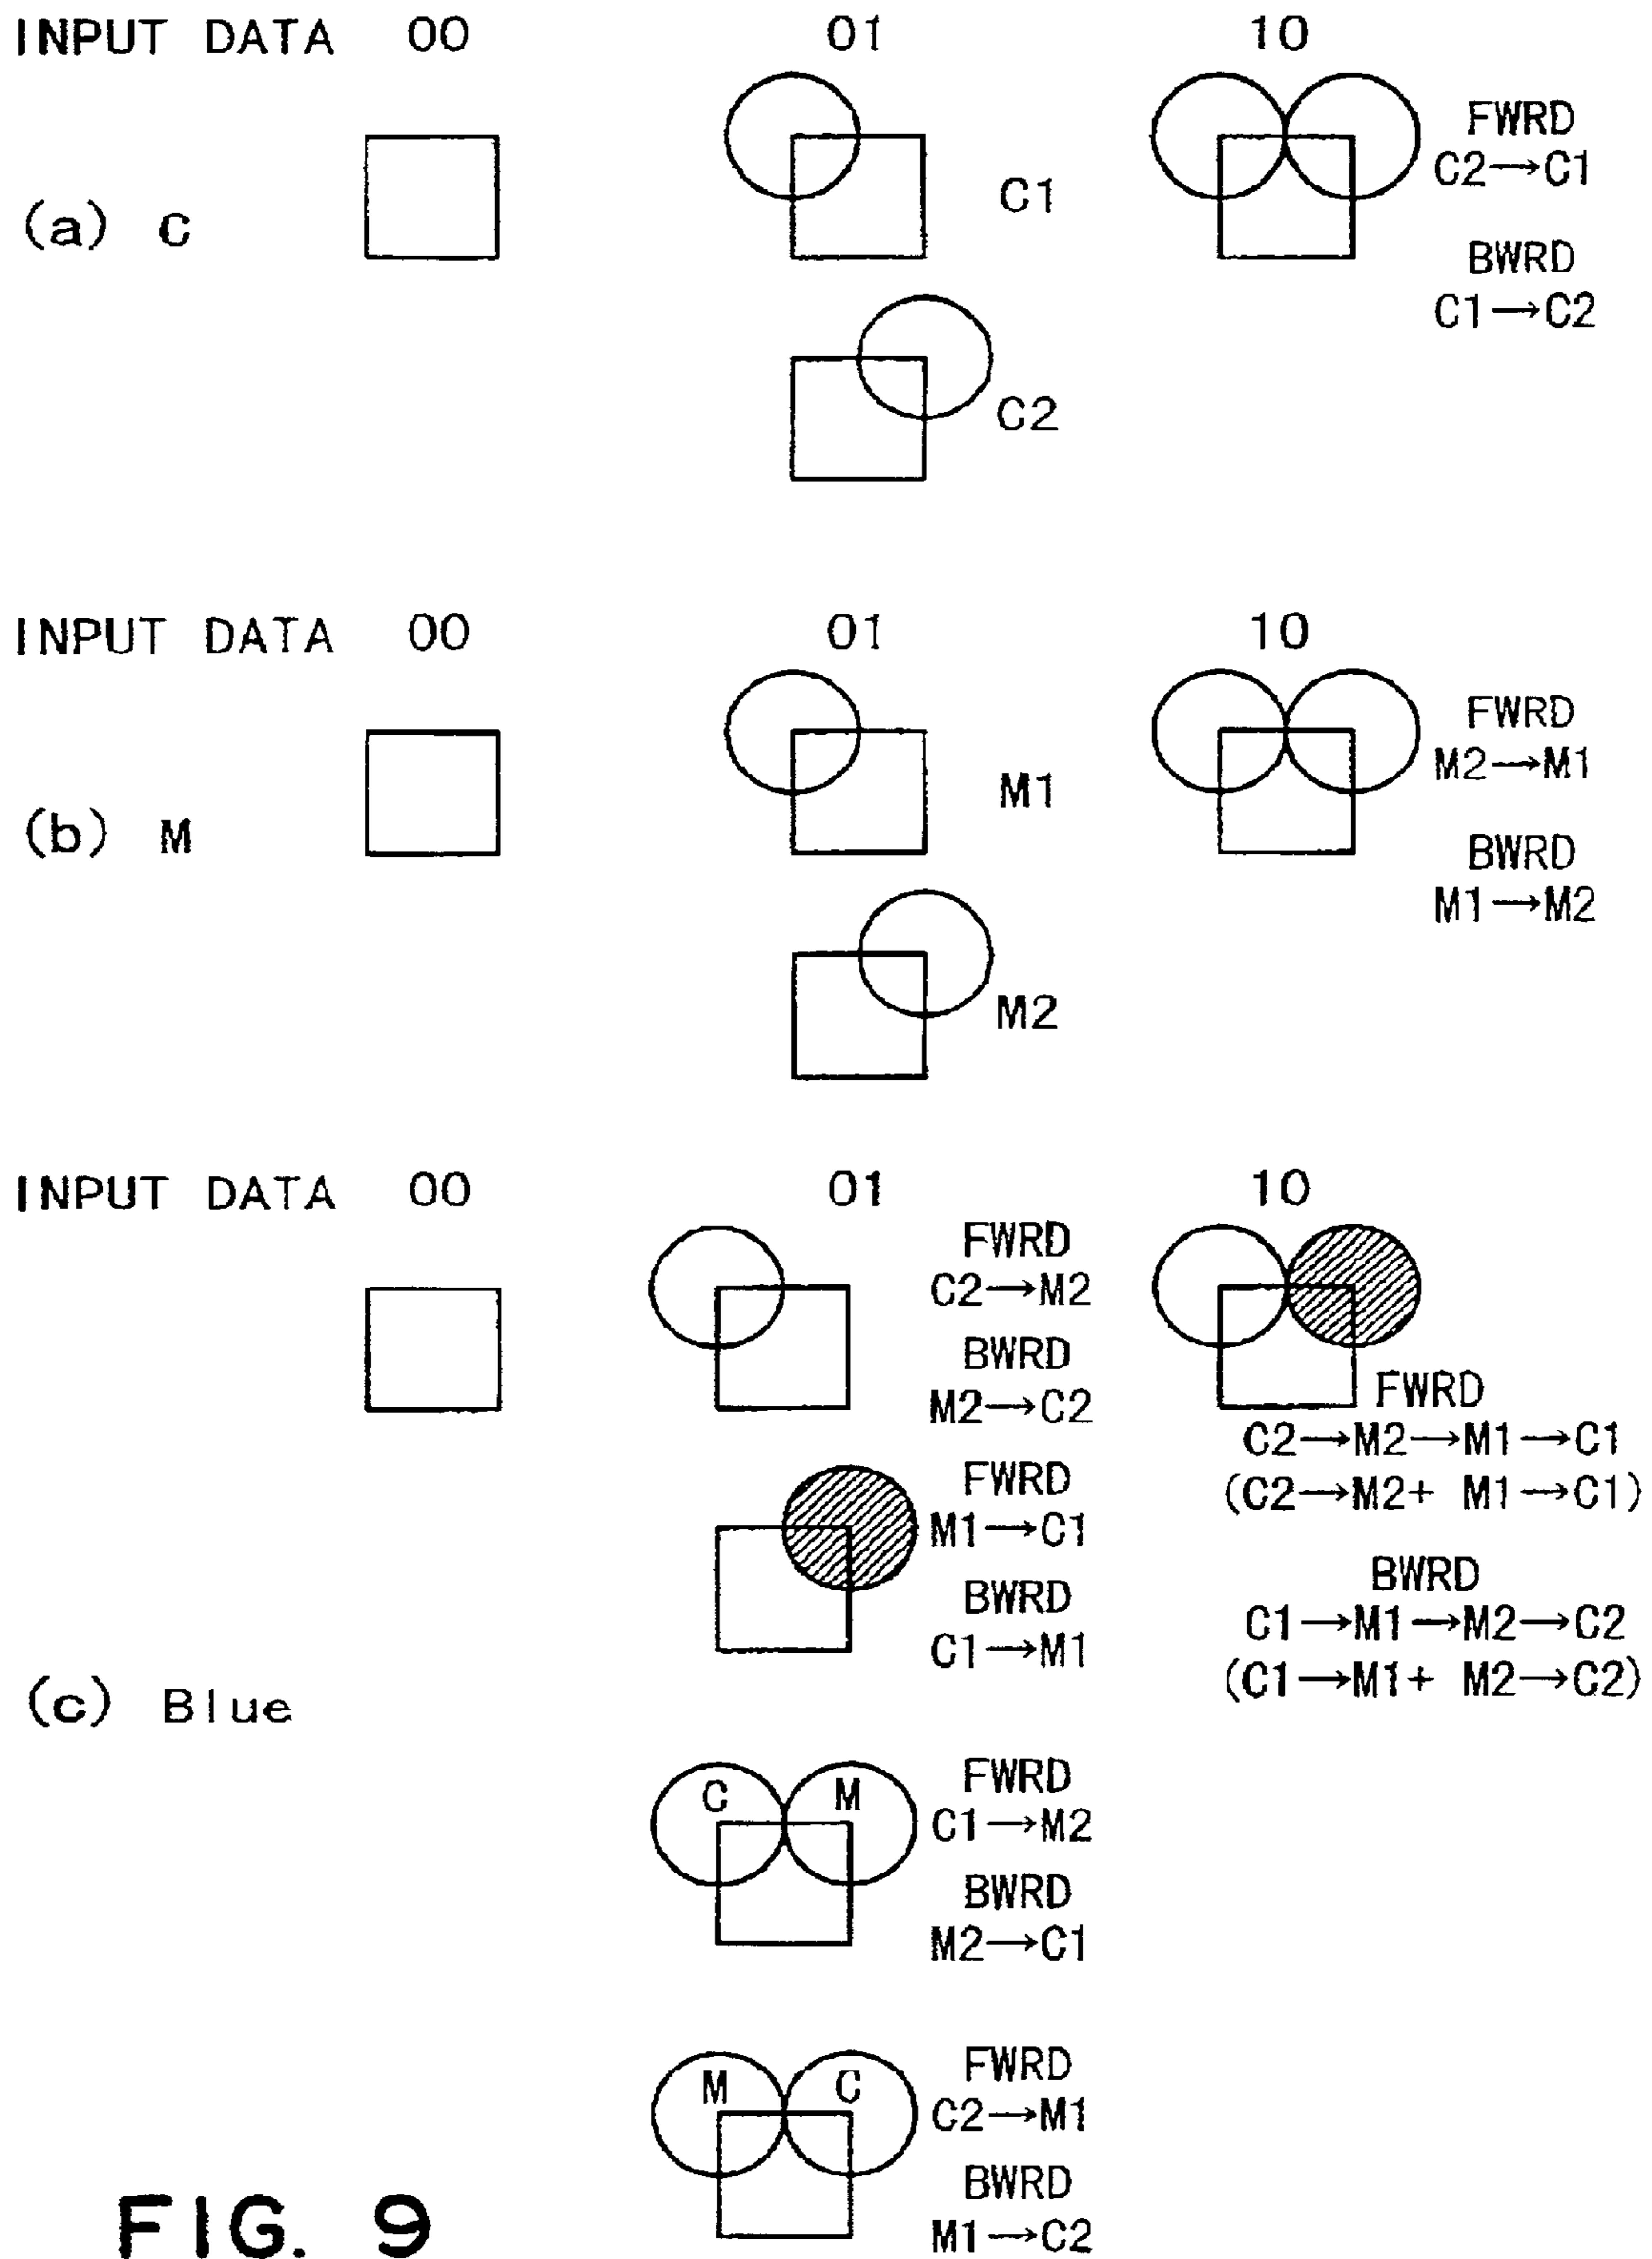 INPUT DATA 00 01 10
FWRD
C2→C1
(a) C
C1
BWRD
C1→C2
C2
INPUT DATA 00 01 10
FWRD
M2→M1
(b) M
M1
BWRD
M1→M2
M2
INPUT DATA 00 01 10
FWRD
C2→M2
BWRD
M2→C2
FWRD
M1→C1
BWRD
C1→M1
FWRD
C2→M2→M1→C1
(C2→M2+ M1→C1)
BWRD
C1→M1→M2→C2
(C1→M1+ M2→C2)
(c) Blue
C M
FWRD
C1→M2
BWRD
M2→C1
M C
FWRD
C2→M1
BWRD
M1→C2
FIG. 9